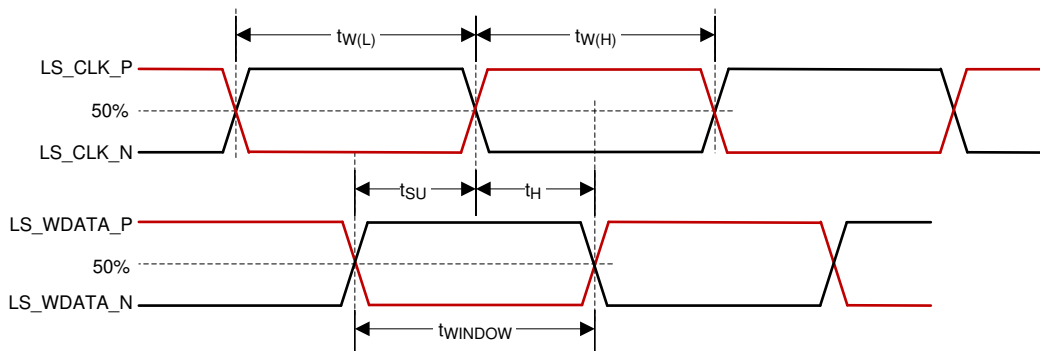 tW(L) tW(H)
LS_CLK_P
50%
LS_CLK_N
tSU tH
LS_WDATA_P
50%
LS_WDATA_N
tWINDOW